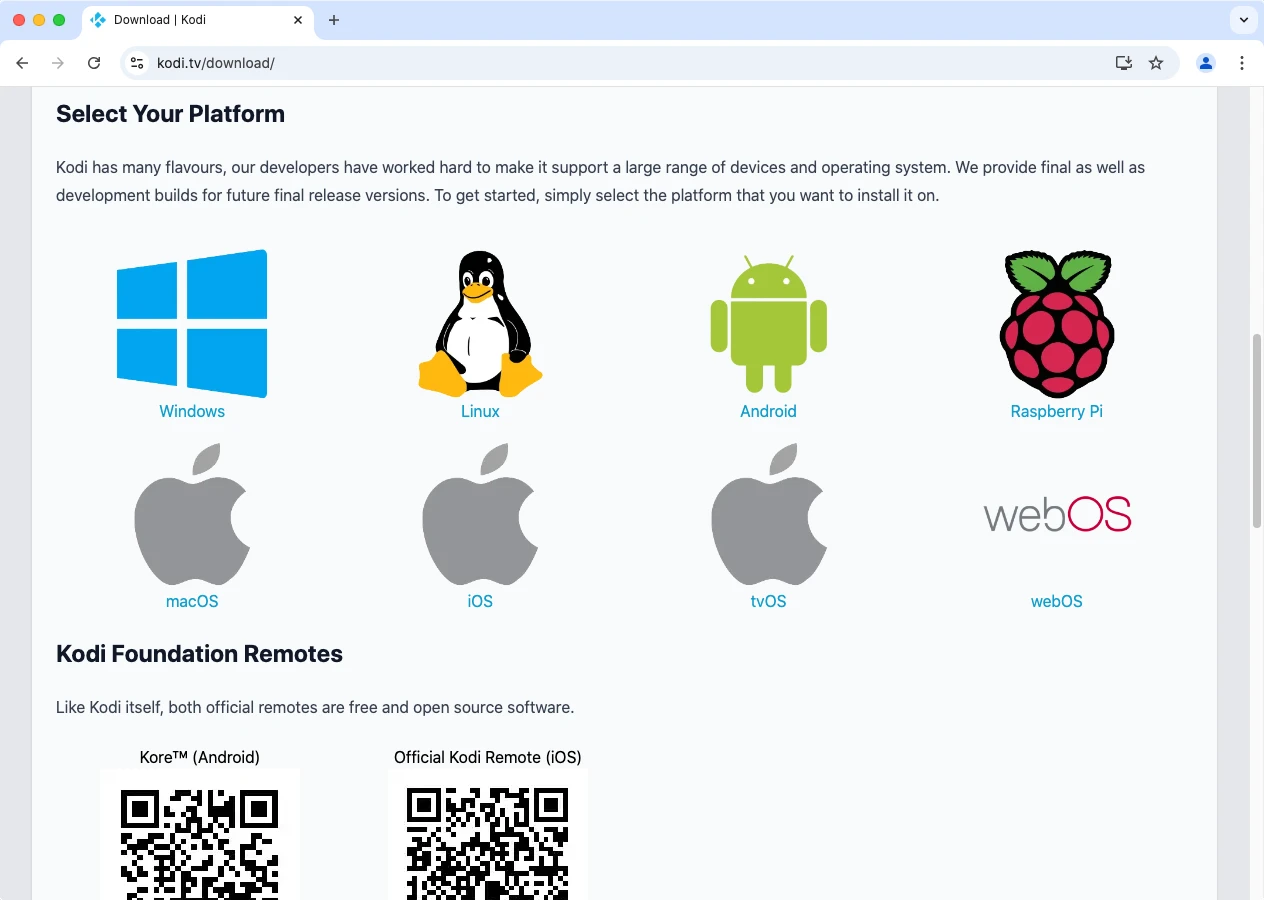 Download | Kodi
kodi.tv/download/
Select Your Platform
Kodi has many flavours, our developers have worked hard to make it support a large range of devices and operating system. We provide final as well as
development builds for future final release versions. To get started, simply select the platform that you want to install it on.
Windows
Linux
Android
Raspberry Pi
webOS
macOS
iOS
tvOS
webOS
Kodi Foundation Remotes
Like Kodi itself, both official remotes are free and open source software.
Kore™ (Android)
Official Kodi Remote (iOS)